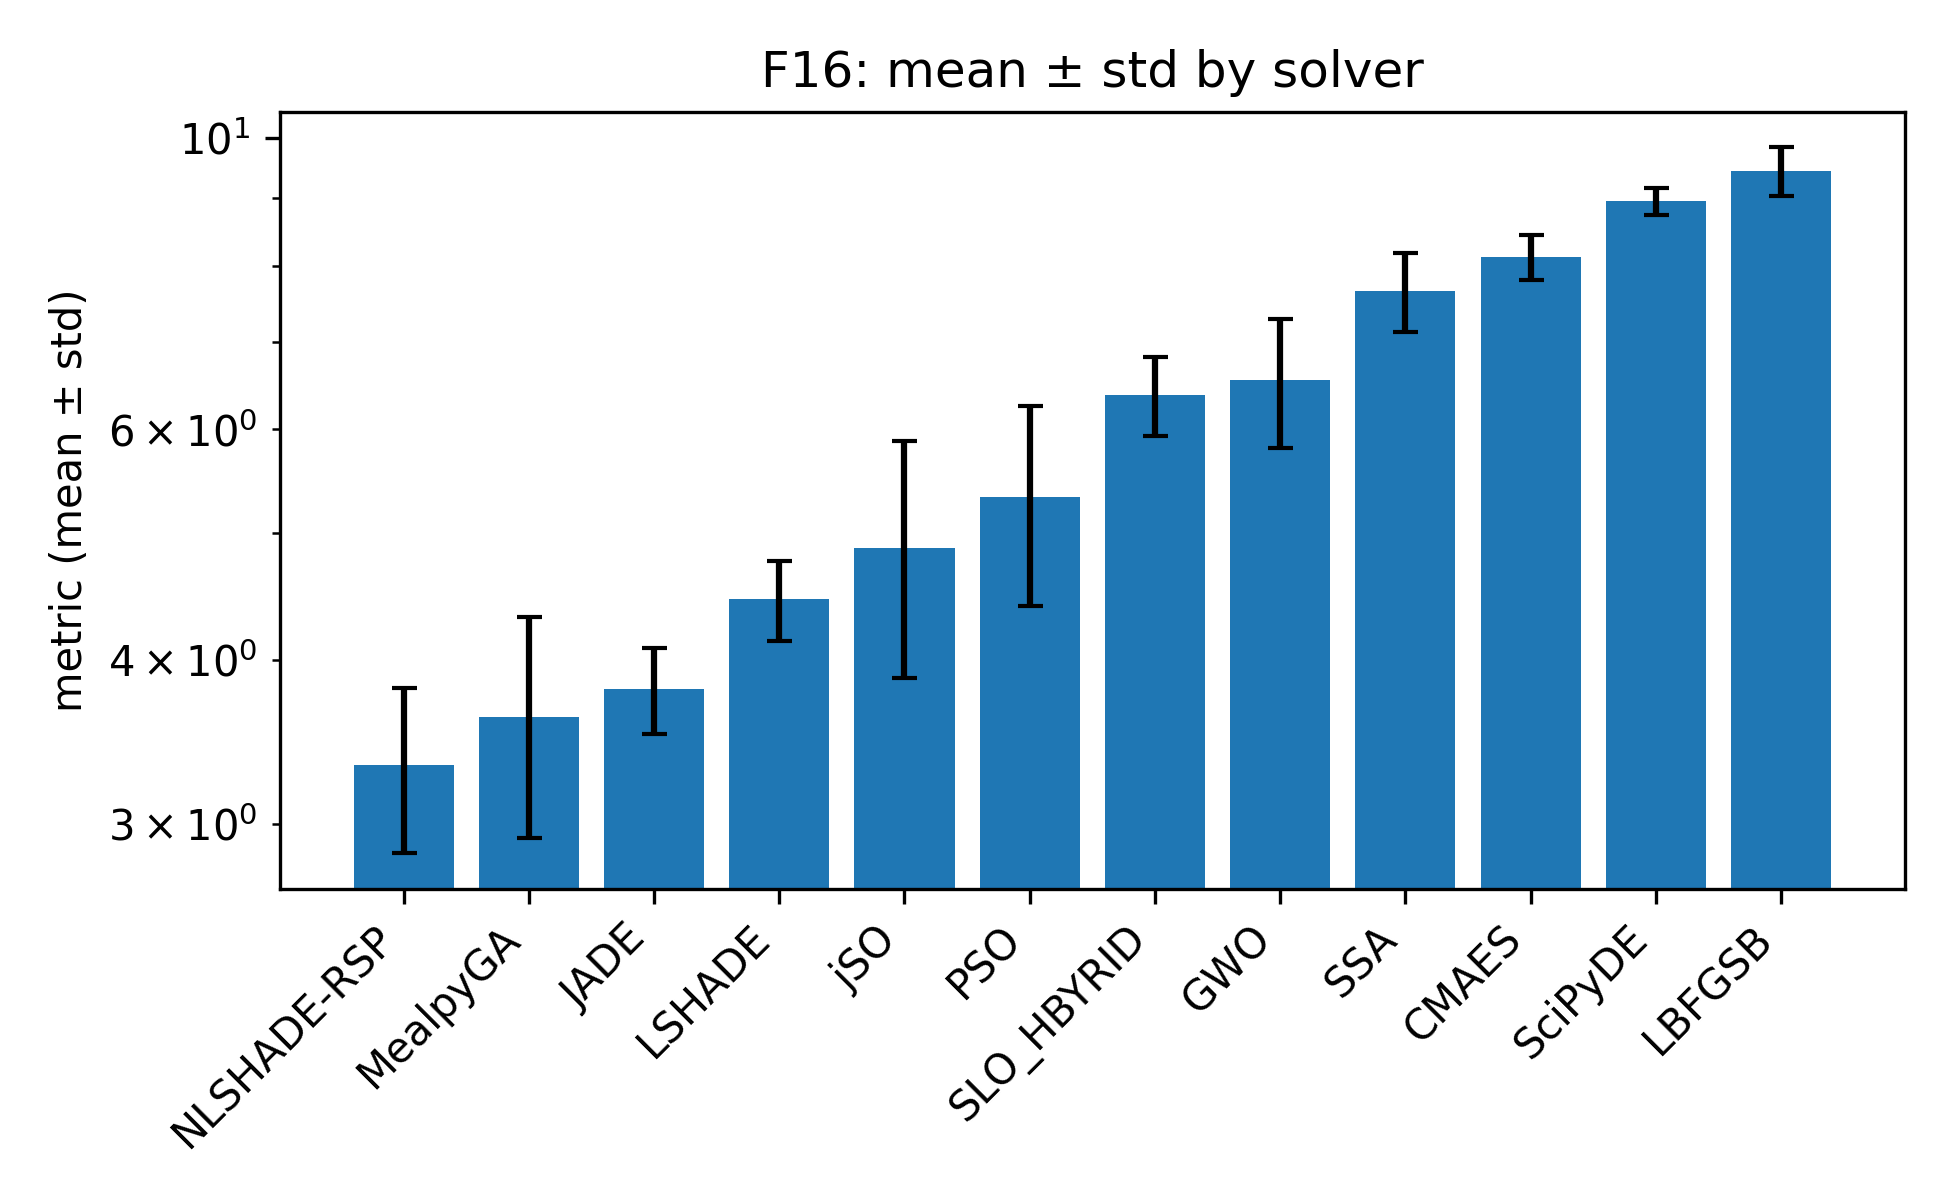 F16: mean ± std by solver
metric (mean ± std)
10¹
6 × 10⁰
4 × 10⁰
3 × 10⁰
NLSHADE-RSP
MealpyGA
JADE
LSHADE
jSO
PSO
SLO_HBYRID
GWO
SSA
CMAES
SciPyDE
LBFGSB